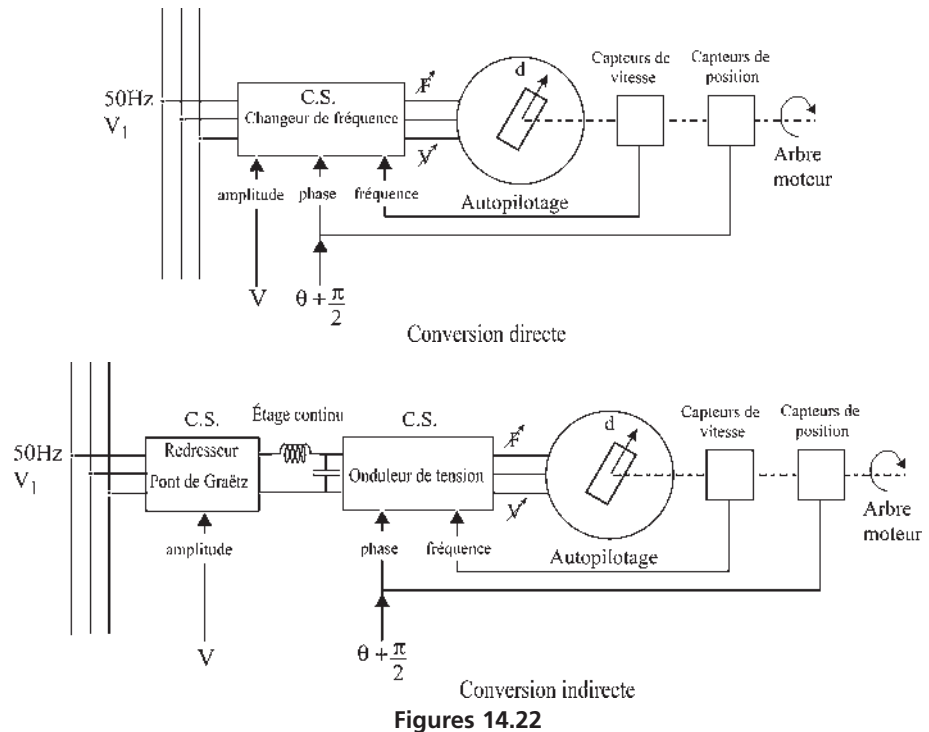 Capteurs de
vitesse
Capteurs de
position
d
50Hz
V₁
C.S.
Changeur de fréquence
F
V
Arbre
moteur
amplitude
phase
fréquence
Autopilotage
V
θ + π/2
Conversion directe
C.S.
Étage continu
C.S.
Capteurs de
vitesse
Capteurs de
position
d
50Hz
V₁
Redresseur
Pont de Graëtz
Onduleur de tension
F
V
Arbre
moteur
amplitude
phase
fréquence
Autopilotage
V
θ + π/2
Conversion indirecte
Figures 14.22